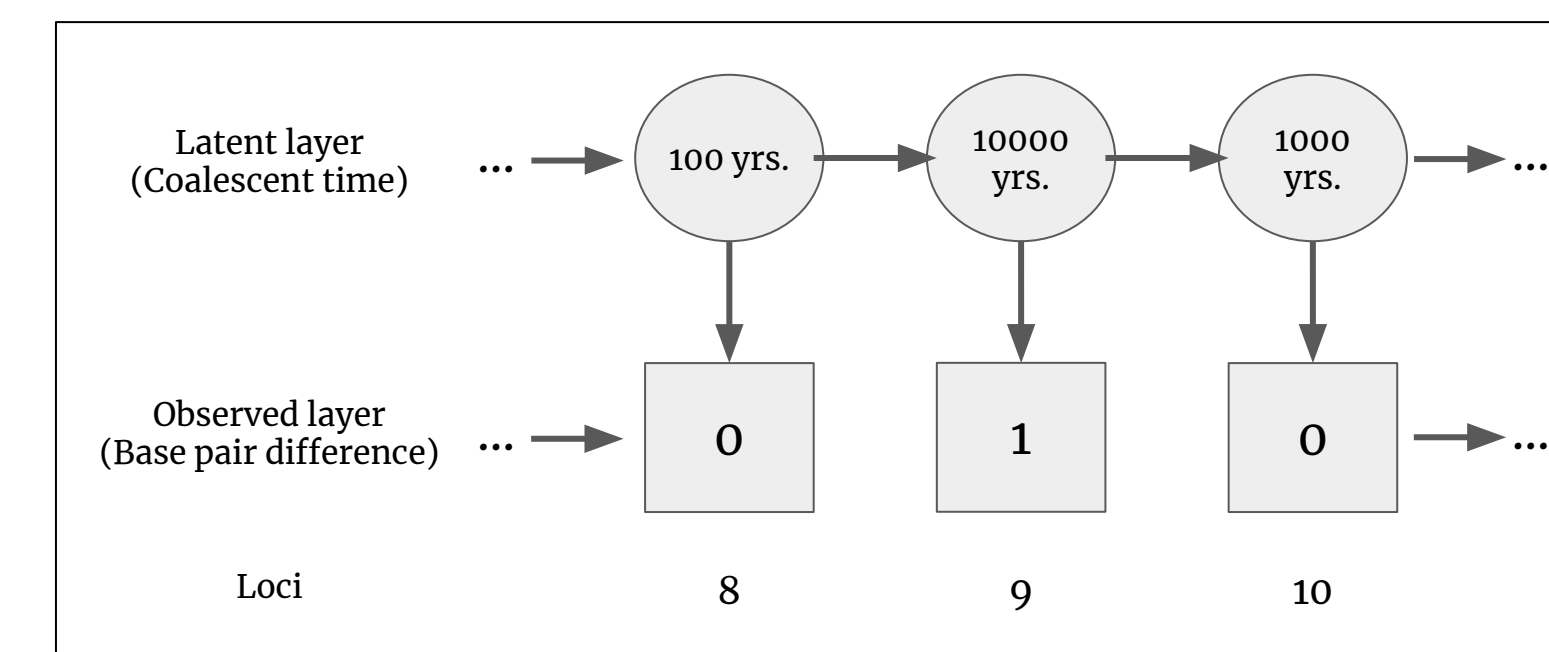 Latent layer
(Coalescent time)
...
100 yrs.
10000
yrs.
1000
yrs.
...
Observed layer
(Base pair difference)
...
0
1
0
...
Loci
8
9
10